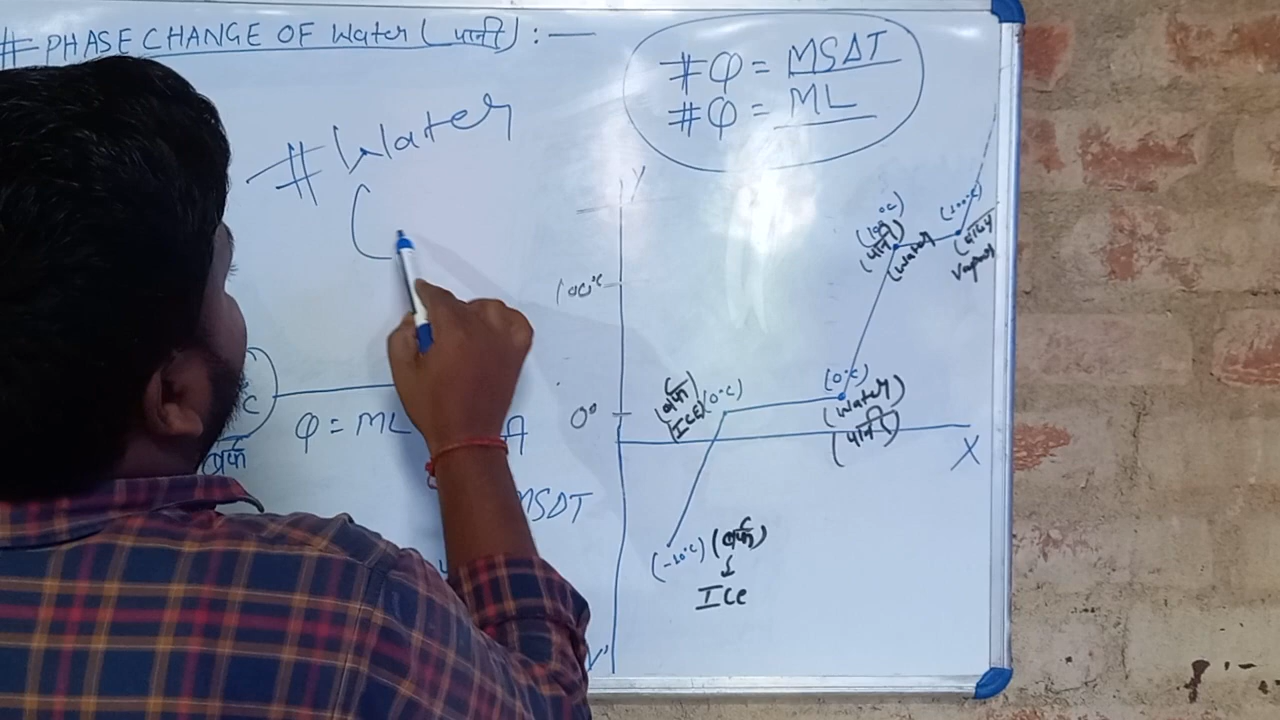 # PHASE CHANGE OF Water (पानी) : —
# φ = MSΔT
# φ = ML
# Water
(
Y
(100°C)
(पानी)
(Water
(100°C)
(वाष्प
Vapour
100°C
0°
(बर्फ)
ICE)
(0°C)
(0°C)
(Water)
(पानी)
X
C
बर्फ
φ = ML
A
MSΔT
(-10°C) (बर्फ)
↓
Ice
Y'